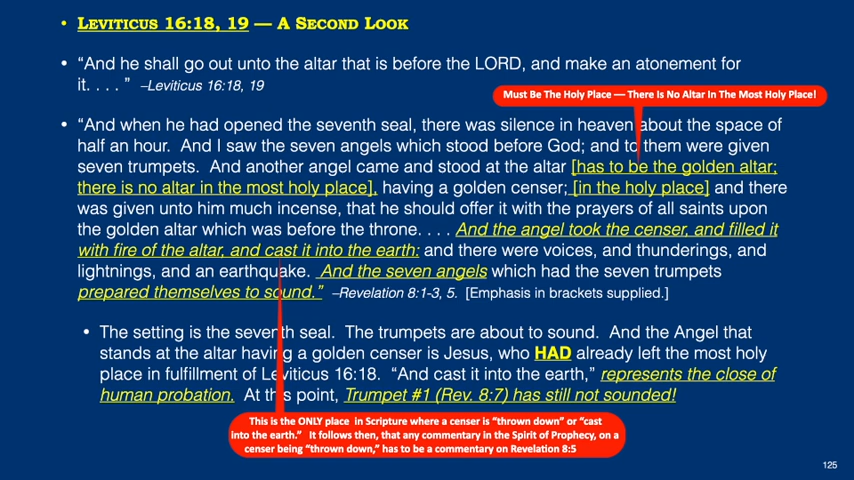 • LEVITICUS 16:18, 19 — A SECOND LOOK
• “And he shall go out unto the altar that is before the LORD, and make an atonement for
it. . . . ” –Leviticus 16:18, 19
Must Be The Holy Place — There Is No Altar In The Most Holy Place!
• “And when he had opened the seventh seal, there was silence in heaven about the space of
half an hour. And I saw the seven angels which stood before God; and to them were given
seven trumpets. And another angel came and stood at the altar [has to be the golden altar;
there is no altar in the most holy place], having a golden censer; [in the holy place] and there
was given unto him much incense, that he should offer it with the prayers of all saints upon
the golden altar which was before the throne. . . . And the angel took the censer, and filled it
with fire of the altar, and cast it into the earth: and there were voices, and thunderings, and
lightnings, and an earthquake. And the seven angels which had the seven trumpets
prepared themselves to sound.” –Revelation 8:1-3, 5. [Emphasis in brackets supplied.]
• The setting is the seventh seal. The trumpets are about to sound. And the Angel that
stands at the altar having a golden censer is Jesus, who HAD already left the most holy
place in fulfillment of Leviticus 16:18. “And cast it into the earth,” represents the close of
human probation. At this point, Trumpet #1 (Rev. 8:7) has still not sounded!
This is the ONLY place in Scripture where a censer is “thrown down” or “cast
into the earth.” It follows then, that any commentary in the Spirit of Prophecy, on a
censer being “thrown down,” has to be a commentary on Revelation 8:5
125